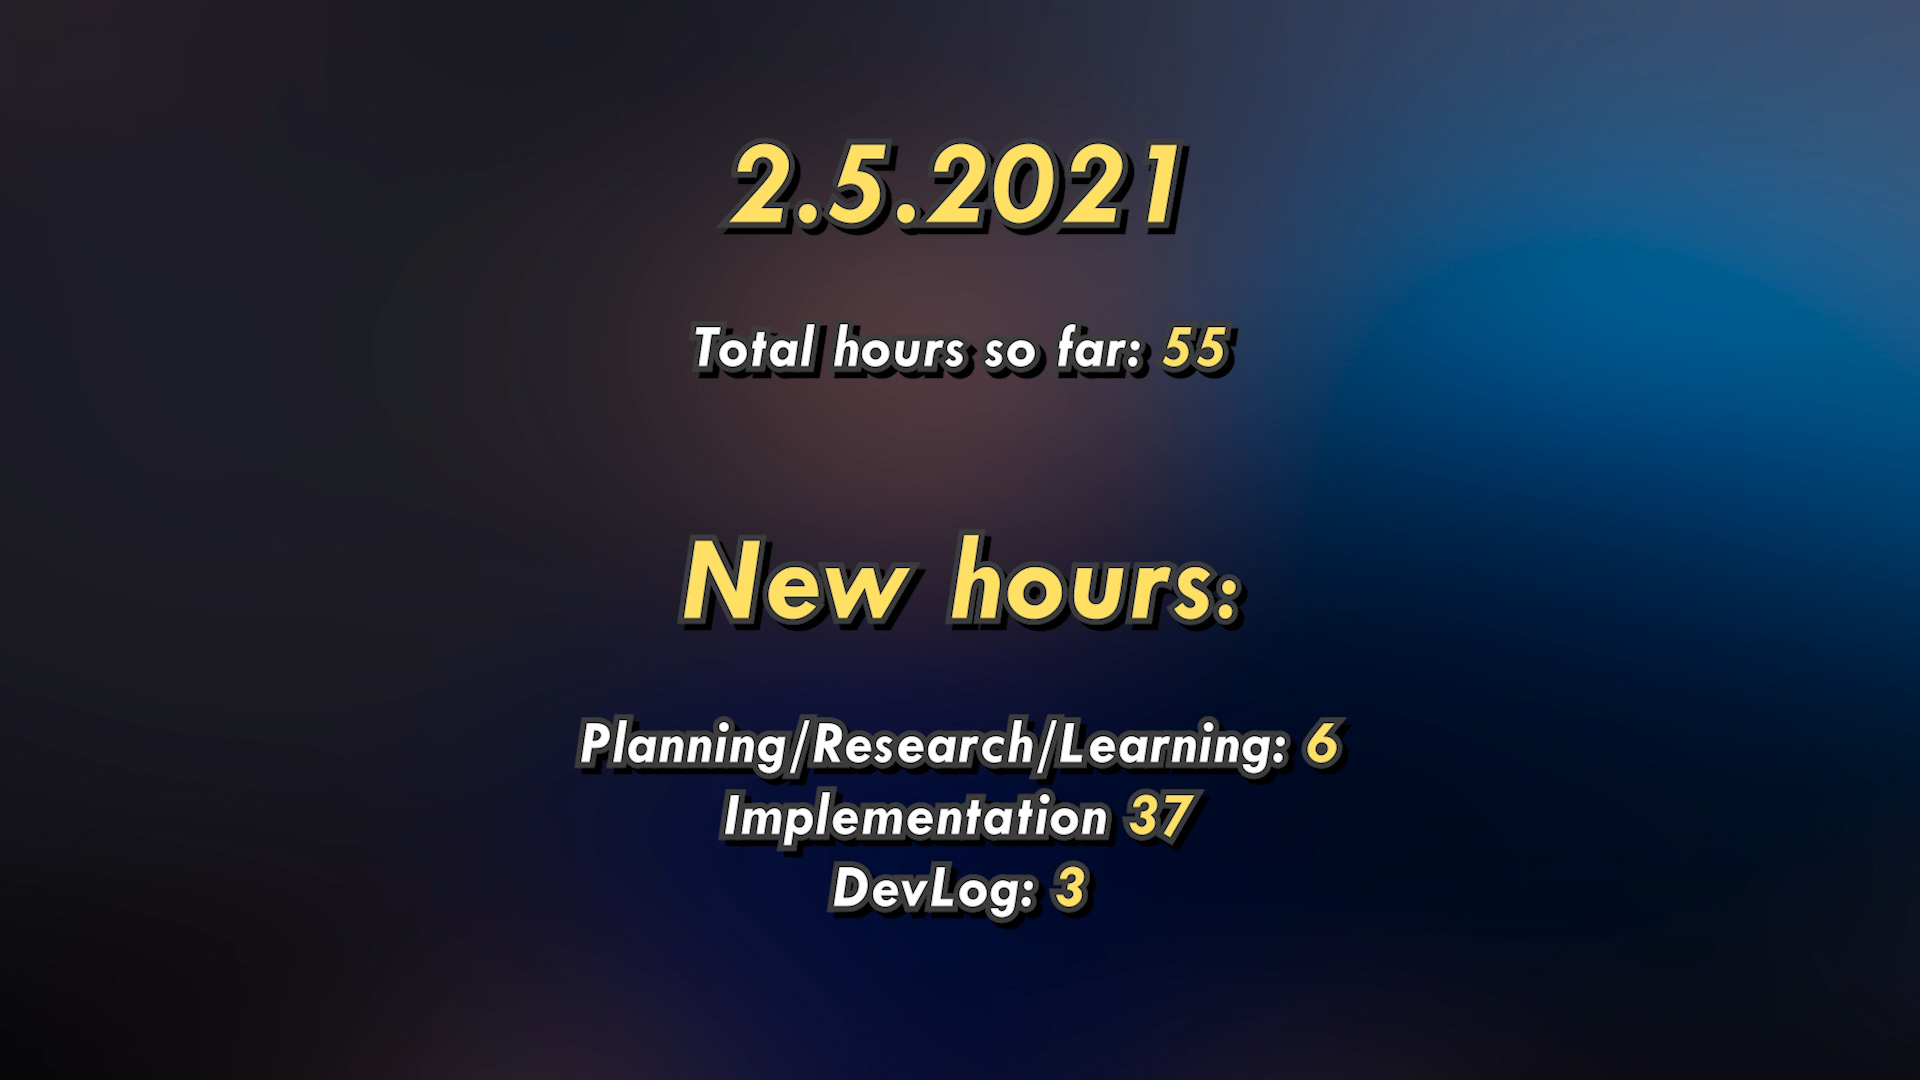 2.5.2021
Total hours so far: 55
New hours:
Planning/Research/Learning: 6
Implementation 37
DevLog: 3